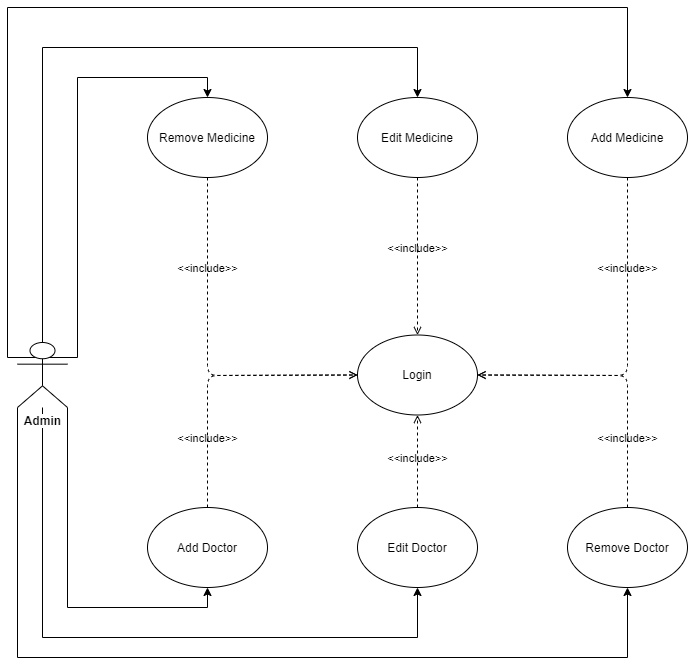 Remove Medicine
Edit Medicine
Add Medicine
<<include>>
<<include>>
<<include>>
Login
Admin
<<include>>
<<include>>
<<include>>
Add Doctor
Edit Doctor
Remove Doctor